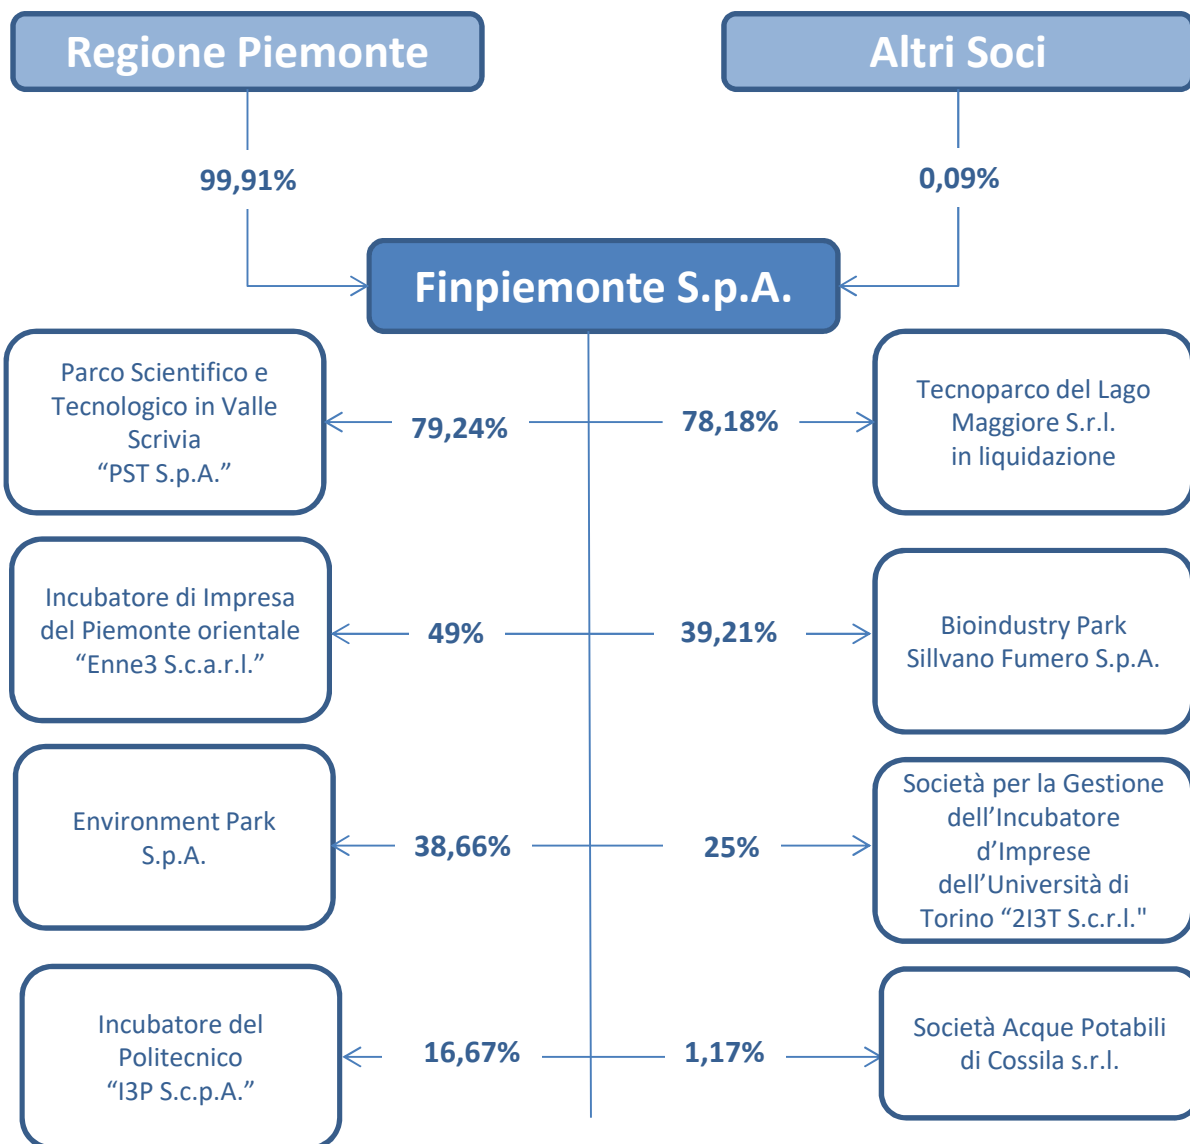 Regione Piemonte
Altri Soci
99,91%
0,09%
Finpiemonte S.p.A.
Parco Scientifico e
Tecnologico in Valle
Scrivia
“PST S.p.A.”
79,24%
78,18%
Tecnoparco del Lago
Maggiore S.r.l.
in liquidazione
Incubatore di Impresa
del Piemonte orientale
“Enne3 S.c.a.r.l.”
49%
39,21%
Bioindustry Park
Sillvano Fumero S.p.A.
Environment Park
S.p.A.
38,66%
25%
Società per la Gestione
dell’Incubatore
d’Imprese
dell’Università di
Torino “2I3T S.c.r.l."
Incubatore del
Politecnico
“I3P S.c.p.A.”
16,67%
1,17%
Società Acque Potabili
di Cossila s.r.l.